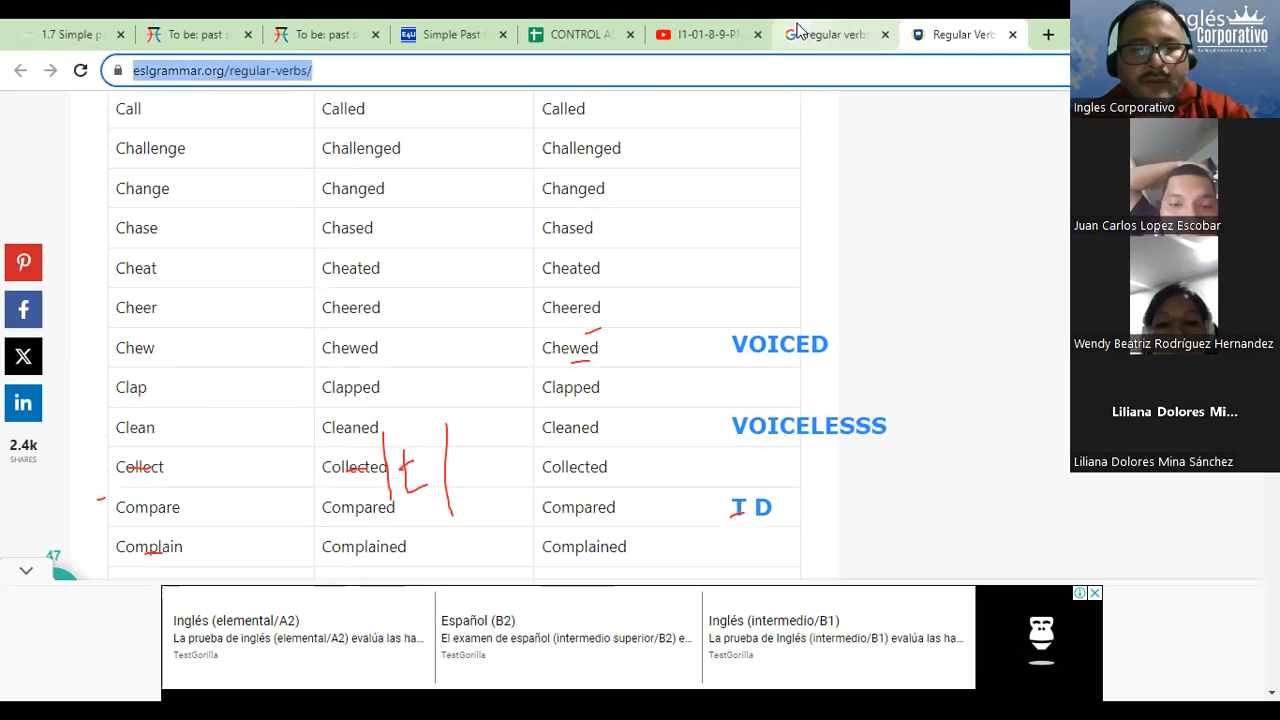 1.7 Simple pa
To be: past s
To be: past s
Simple Past
CONTROL A
I1-01-8-9-P
regular verbs
Regular Verb
eslgrammar.org/regular-verbs/
Inglés
Corporativo
Ingles Corporativo
Juan Carlos Lopez Escobar
Wendy Beatriz Rodríguez Hernandez
Liliana Dolores Mi...
Liliana Dolores Mina Sánchez
Call Called Called
Challenge Challenged Challenged
Change Changed Changed
Chase Chased Chased
Cheat Cheated Cheated
Cheer Cheered Cheered
Chew Chewed Chewed VOICED
Clap Clapped Clapped
Clean Cleaned Cleaned VOICELESSS
Collect Collected |t| Collected
Compare Compared Compared I D
Complain Complained Complained
2.4k
SHARES
47
Inglés (elemental/A2)
La prueba de inglés (elemental/A2) evalúa las ha...
TestGorilla
Español (B2)
El examen de español (intermedio superior/B2) e...
TestGorilla
Inglés (intermedio/B1)
La prueba de Inglés (intermedio/B1) evalúa las ha...
TestGorilla